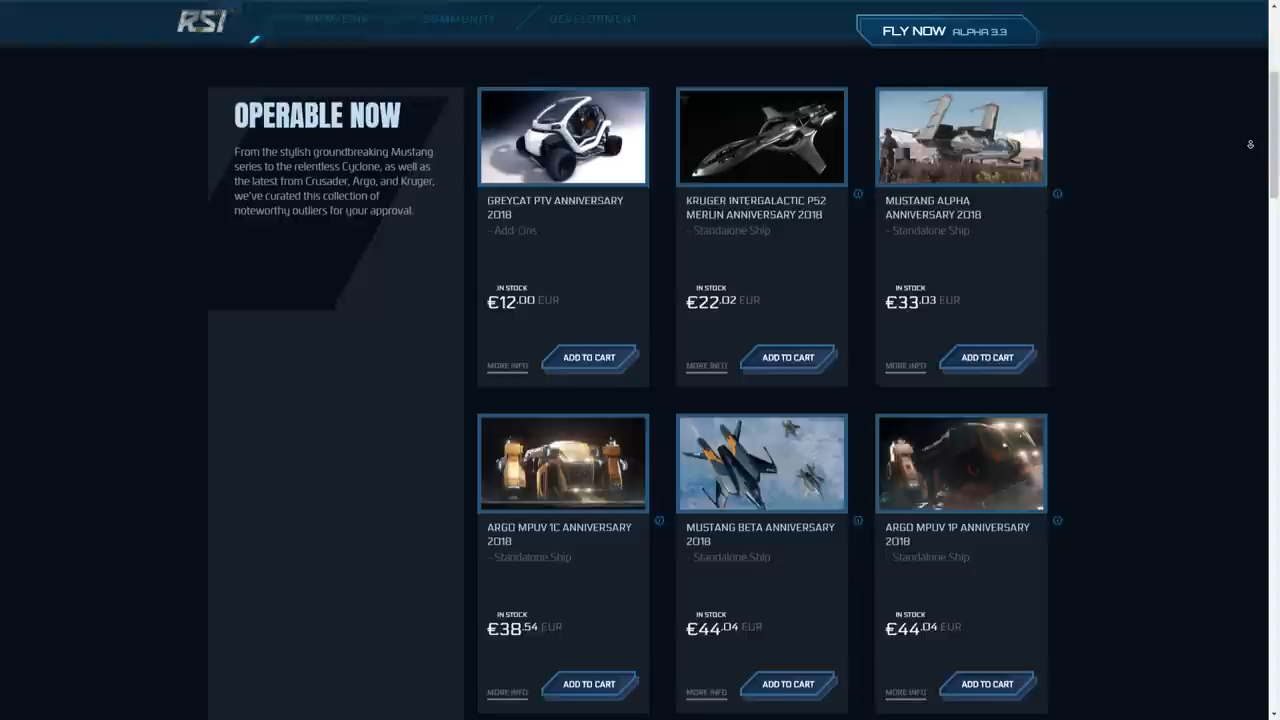 RSI
COMMUNITY
DEVELOPMENT
FLY NOW ALPHA 3.3
OPERABLE NOW
From the stylish groundbreaking Mustang
series to the relentless Cyclone, as well as
the latest from Crusader, Argo, and Kruger,
we've curated this collection of
noteworthy outliers for your approval.
GREYCAT PTV ANNIVERSARY
2018
- Add-Ons
IN STOCK
€12.00 EUR
MORE INFO
ADD TO CART
KRUGER INTERGALACTIC P52
MERLIN ANNIVERSARY 2018
- Standalone Ship
IN STOCK
€22.02 EUR
MORE INFO
ADD TO CART
MUSTANG ALPHA
ANNIVERSARY 2018
- Standalone Ship
IN STOCK
€33.03 EUR
MORE INFO
ADD TO CART
ARGO MPUV 1C ANNIVERSARY
2018
- Standalone Ship
IN STOCK
€38.54 EUR
MORE INFO
ADD TO CART
MUSTANG BETA ANNIVERSARY
2018
- Standalone Ship
IN STOCK
€44.04 EUR
MORE INFO
ADD TO CART
ARGO MPUV 1P ANNIVERSARY
2018
- Standalone Ship
IN STOCK
€44.04 EUR
MORE INFO
ADD TO CART